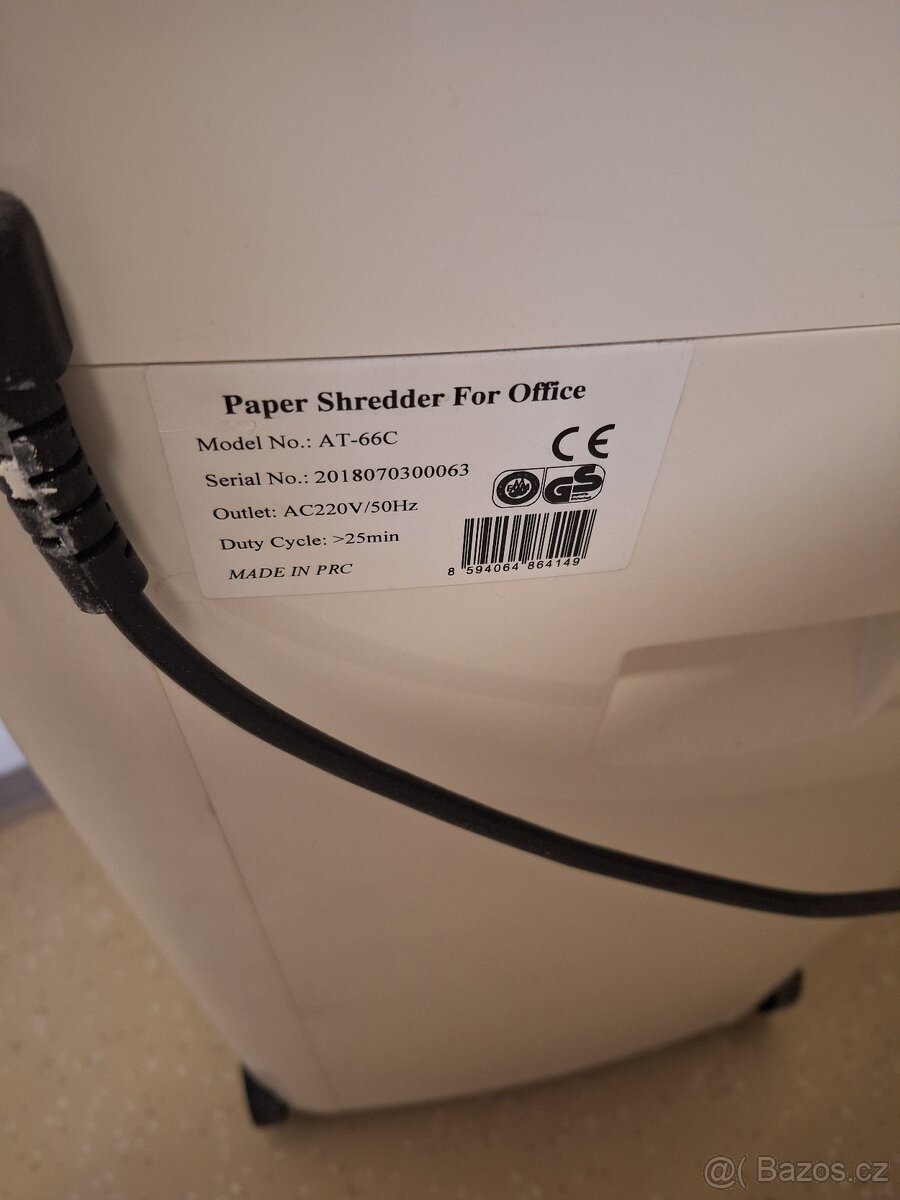 Paper Shredder For Office
Model No.: AT-66C
Serial No.: 2018070300063
Outlet: AC220V/50Hz
Duty Cycle: >25min
MADE IN PRC
CE
GS
8 594064 864149
@( Bazos.cz